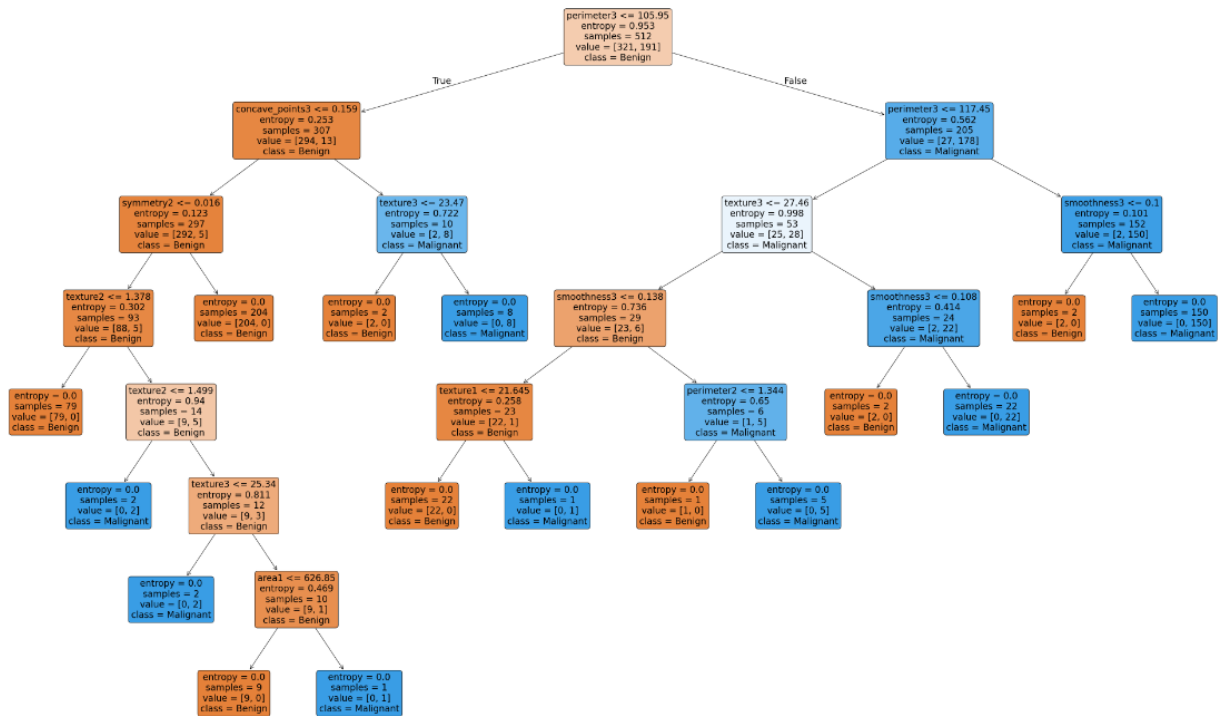 perimeter3 <= 105.95
entropy = 0.953
samples = 512
value = [321, 191]
class = Benign
True
False
concave_points3 <= 0.159
entropy = 0.253
samples = 307
value = [294, 13]
class = Benign
perimeter3 <= 117.45
entropy = 0.562
samples = 205
value = [27, 178]
class = Malignant
symmetry2 <= 0.016
entropy = 0.123
samples = 297
value = [292, 5]
class = Benign
texture3 <= 23.47
entropy = 0.722
samples = 10
value = [2, 8]
class = Malignant
texture3 <= 27.46
entropy = 0.998
samples = 53
value = [25, 28]
class = Malignant
smoothness3 <= 0.1
entropy = 0.101
samples = 152
value = [2, 150]
class = Malignant
texture2 <= 1.378
entropy = 0.302
samples = 93
value = [88, 5]
class = Benign
entropy = 0.0
samples = 204
value = [204, 0]
class = Benign
entropy = 0.0
samples = 2
value = [2, 0]
class = Benign
entropy = 0.0
samples = 8
value = [0, 8]
class = Malignant
smoothness3 <= 0.138
entropy = 0.736
samples = 29
value = [23, 6]
class = Benign
smoothness3 <= 0.108
entropy = 0.414
samples = 24
value = [2, 22]
class = Malignant
entropy = 0.0
samples = 2
value = [2, 0]
class = Benign
entropy = 0.0
samples = 150
value = [0, 150]
class = Malignant
entropy = 0.0
samples = 79
value = [79, 0]
class = Benign
texture2 <= 1.499
entropy = 0.94
samples = 14
value = [9, 5]
class = Benign
texture1 <= 21.645
entropy = 0.258
samples = 23
value = [22, 1]
class = Benign
perimeter2 <= 1.344
entropy = 0.65
samples = 6
value = [1, 5]
class = Malignant
entropy = 0.0
samples = 2
value = [2, 0]
class = Benign
entropy = 0.0
samples = 22
value = [0, 22]
class = Malignant
entropy = 0.0
samples = 2
value = [0, 2]
class = Malignant
texture3 <= 25.34
entropy = 0.811
samples = 12
value = [9, 3]
class = Benign
entropy = 0.0
samples = 22
value = [22, 0]
class = Benign
entropy = 0.0
samples = 1
value = [0, 1]
class = Malignant
entropy = 0.0
samples = 1
value = [1, 0]
class = Benign
entropy = 0.0
samples = 5
value = [0, 5]
class = Malignant
entropy = 0.0
samples = 2
value = [0, 2]
class = Malignant
area1 <= 626.85
entropy = 0.469
samples = 10
value = [9, 1]
class = Benign
entropy = 0.0
samples = 9
value = [9, 0]
class = Benign
entropy = 0.0
samples = 1
value = [0, 1]
class = Malignant